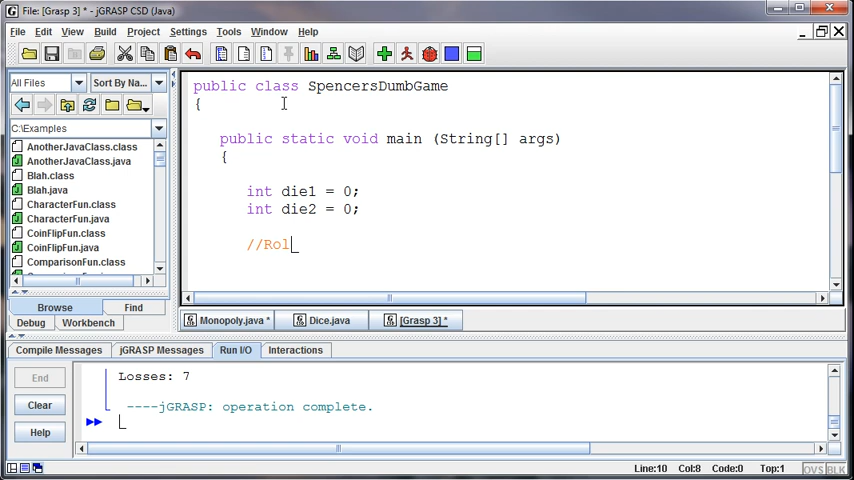 File: [Grasp 3] * - jGRASP CSD (Java)
File Edit View Build Project Settings Tools Window Help
All Files Sort By Na...
C:\Examples
AnotherJavaClass.class
AnotherJavaClass.java
Blah.class
Blah.java
CharacterFun.class
CharacterFun.java
CoinFlipFun.class
CoinFlipFun.java
ComparisonFun.class
Browse Find
Debug Workbench
public class SpencersDumbGame
{
public static void main (String[] args)
{
int die1 = 0;
int die2 = 0;
//Rol
Monopoly.java * Dice.java [Grasp 3] *
Compile Messages jGRASP Messages Run I/O Interactions
End
Clear
Help
Losses: 7
----jGRASP: operation complete.
Line:10 Col:8 Code:0 Top:1 OVS BLK